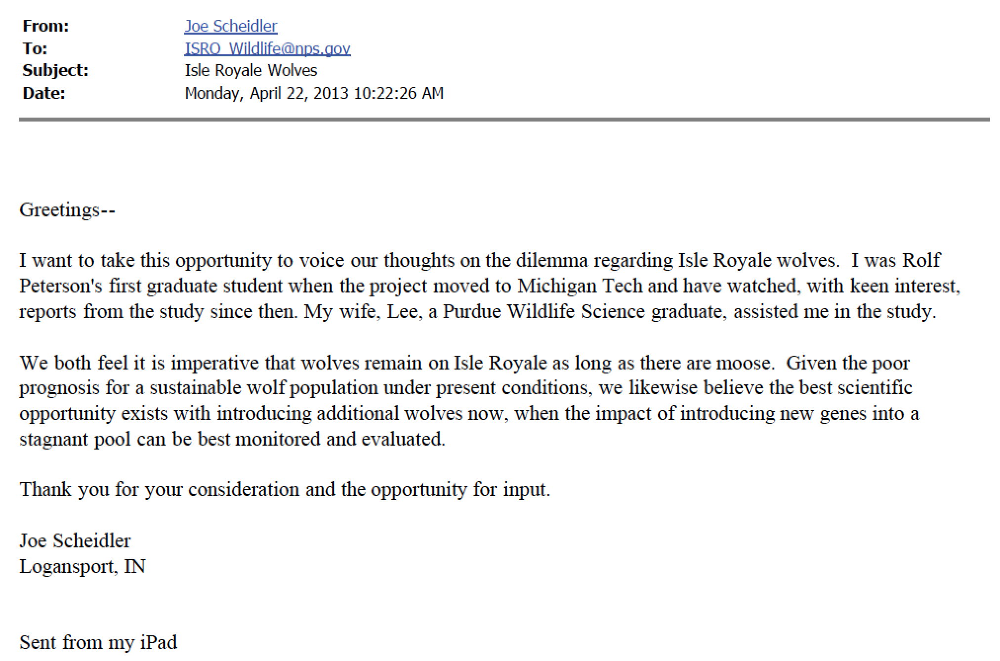 From: Joe Scheidler
To: ISRO_Wildlife@nps.gov
Subject: Isle Royale Wolves
Date: Monday, April 22, 2013 10:22:26 AM
Greetings--
I want to take this opportunity to voice our thoughts on the dilemma regarding Isle Royale wolves.  I was Rolf
Peterson's first graduate student when the project moved to Michigan Tech and have watched, with keen interest,
reports from the study since then. My wife, Lee, a Purdue Wildlife Science graduate, assisted me in the study.
We both feel it is imperative that wolves remain on Isle Royale as long as there are moose.  Given the poor
prognosis for a sustainable wolf population under present conditions, we likewise believe the best scientific
opportunity exists with introducing additional wolves now, when the impact of introducing new genes into a
stagnant pool can be best monitored and evaluated.
Thank you for your consideration and the opportunity for input.
Joe Scheidler
Logansport, IN
Sent from my iPad